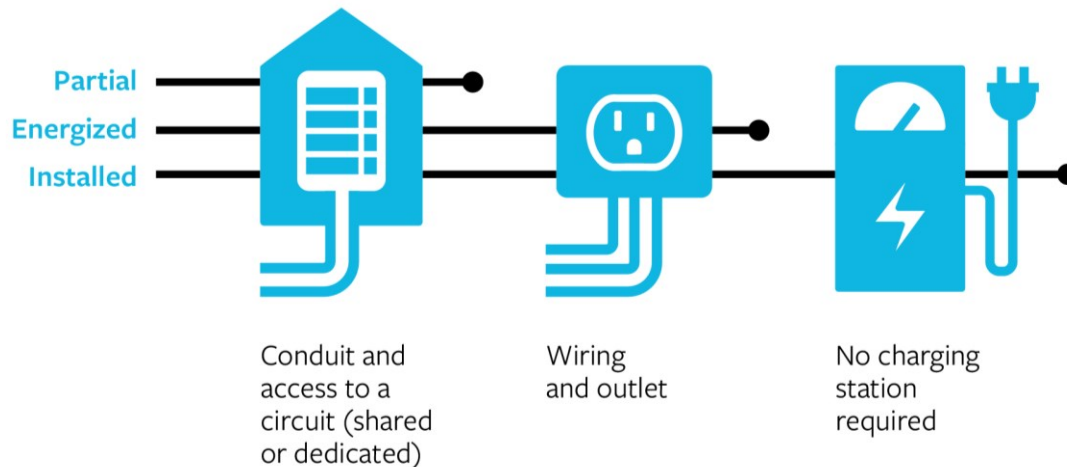 Partial
Energized
Installed
Conduit and
access to a
circuit (shared
or dedicated)
Wiring
and outlet
No charging
station
required